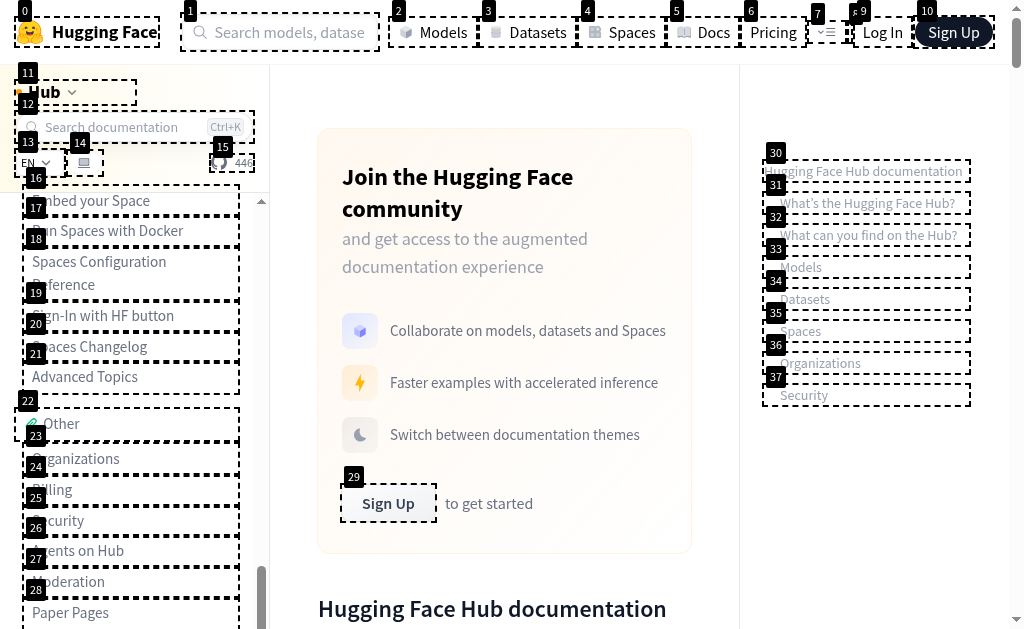 0 1 2 3 4 5 6 7 8 9 10
Hugging Face Search models, datase Models Datasets Spaces Docs Pricing Log In Sign Up
11
Hub
12
Search documentation Ctrl+K
13 14 15
EN 446
16
Embed your Space
17
Run Spaces with Docker
18
Spaces Configuration
Reference
19
Sign-In with HF button
20
Spaces Changelog
21
Advanced Topics
22
Other
23
Organizations
24
Billing
25
Security
26
Agents on Hub
27
Moderation
28
Paper Pages
Join the Hugging Face
community
and get access to the augmented
documentation experience
Collaborate on models, datasets and Spaces
Faster examples with accelerated inference
Switch between documentation themes
29
Sign Up to get started
Hugging Face Hub documentation
30
Hugging Face Hub documentation
31
What's the Hugging Face Hub?
32
What can you find on the Hub?
33
Models
34
Datasets
35
Spaces
36
Organizations
37
Security